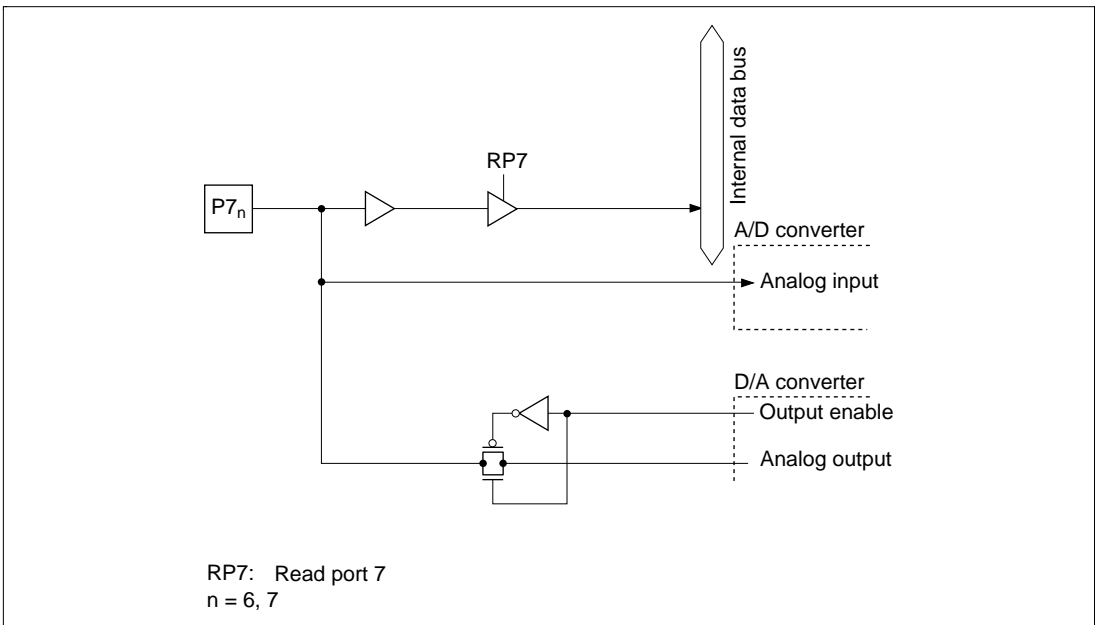 Internal data bus
RP7
P7n
A/D converter
Analog input
D/A converter
Output enable
Analog output
RP7: Read port 7
n = 6, 7